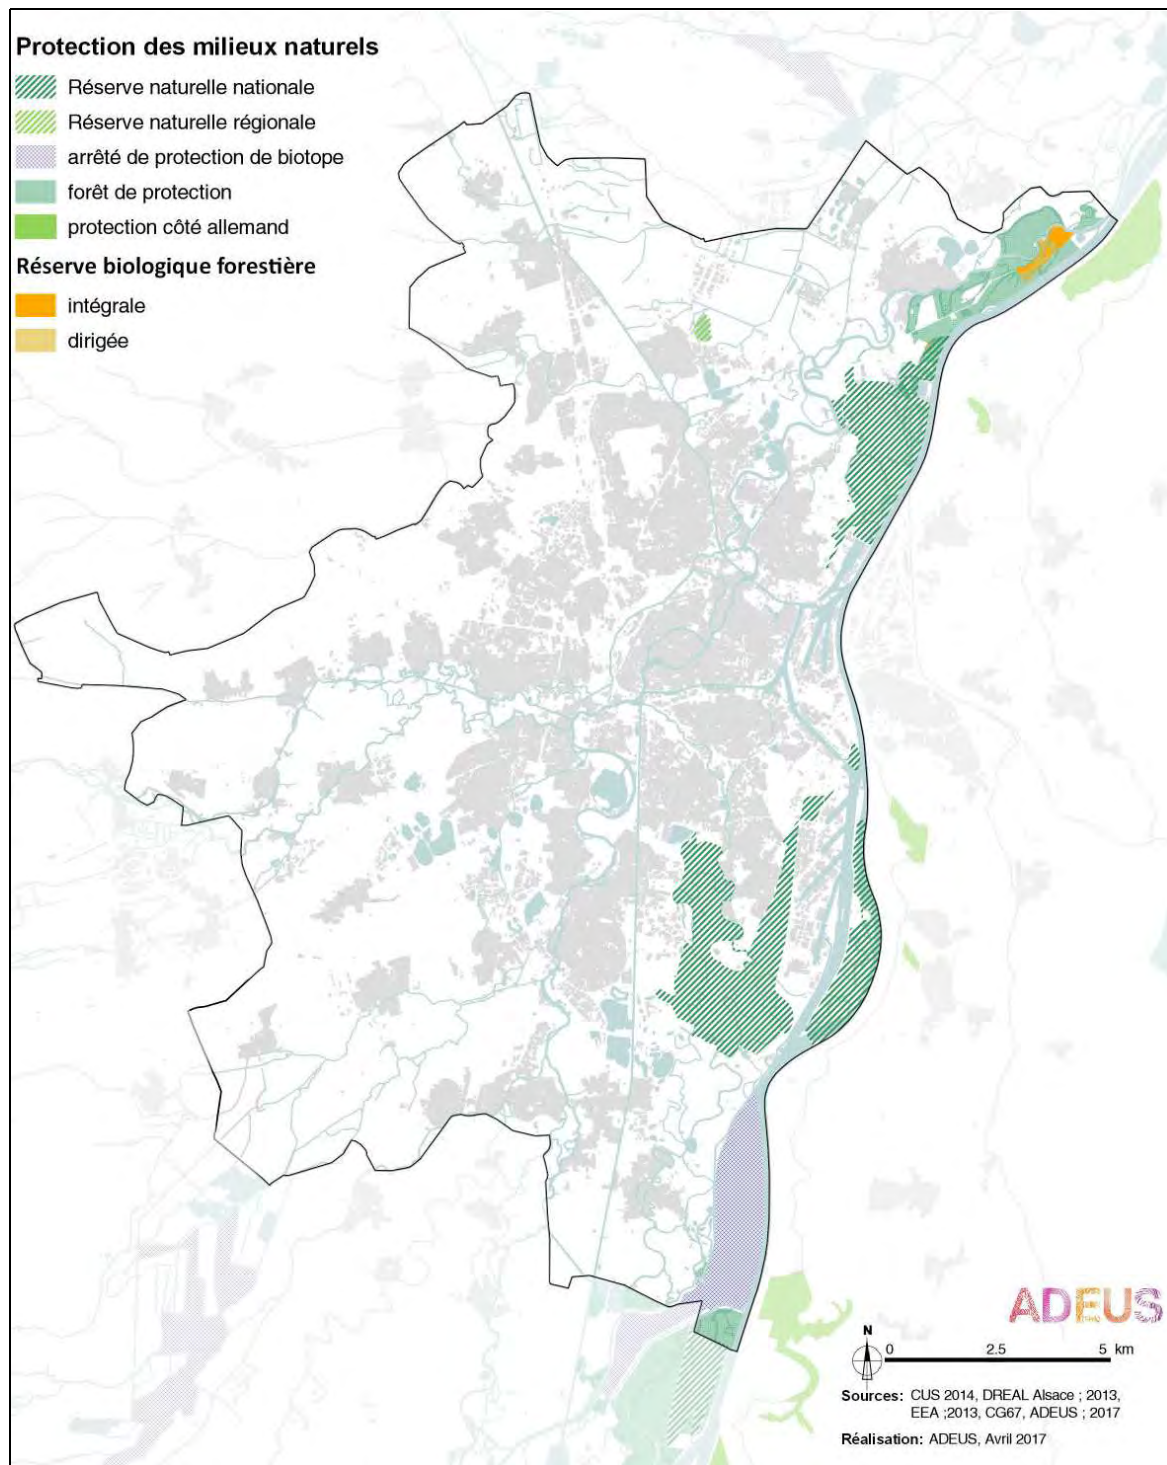 Protection des milieux naturels
Réserve naturelle nationale
Réserve naturelle régionale
arrêté de protection de biotope
forêt de protection
protection côté allemand
Réserve biologique forestière
intégrale
dirigée
ADEUS
N
0 2.5 5 km
Sources: CUS 2014, DREAL Alsace ; 2013,
EEA ;2013, CG67, ADEUS ; 2017
Réalisation: ADEUS, Avril 2017